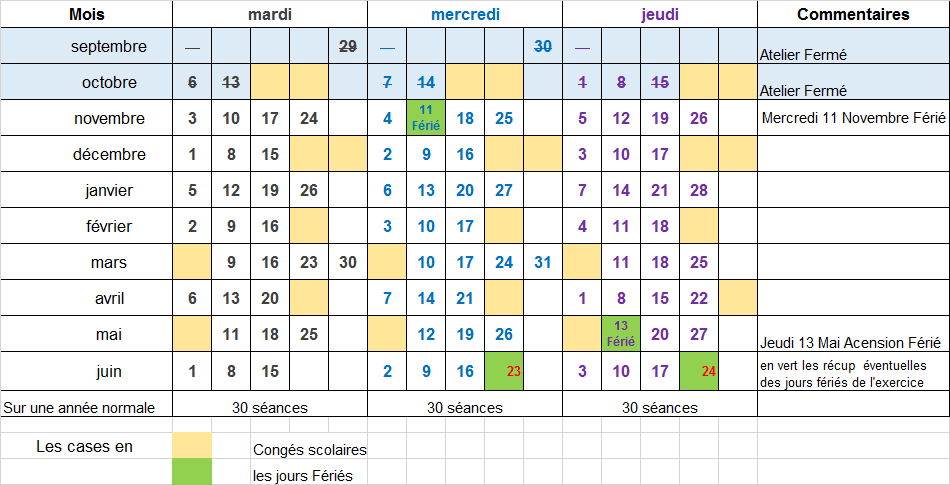 Mois mardi mercredi jeudi Commentaires
septembre — 29 — 30 — Atelier Fermé
octobre 6 13 7 14 1 8 15 Atelier Fermé
novembre 3 10 17 24 4 11 Férié 18 25 5 12 19 26 Mercredi 11 Novembre Férié
décembre 1 8 15 2 9 16 3 10 17
janvier 5 12 19 26 6 13 20 27 7 14 21 28
février 2 9 16 3 10 17 4 11 18
mars 9 16 23 30 10 17 24 31 11 18 25
avril 6 13 20 7 14 21 1 8 15 22
mai 11 18 25 12 19 26 13 Férié 20 27 Jeudi 13 Mai Acension Férié
juin 1 8 15 2 9 16 23 3 10 17 24 en vert les récup éventuelles
des jours fériés de l'exercice
Sur une année normale 30 séances 30 séances 30 séances
Les cases en Congés scolaires
les jours Fériés